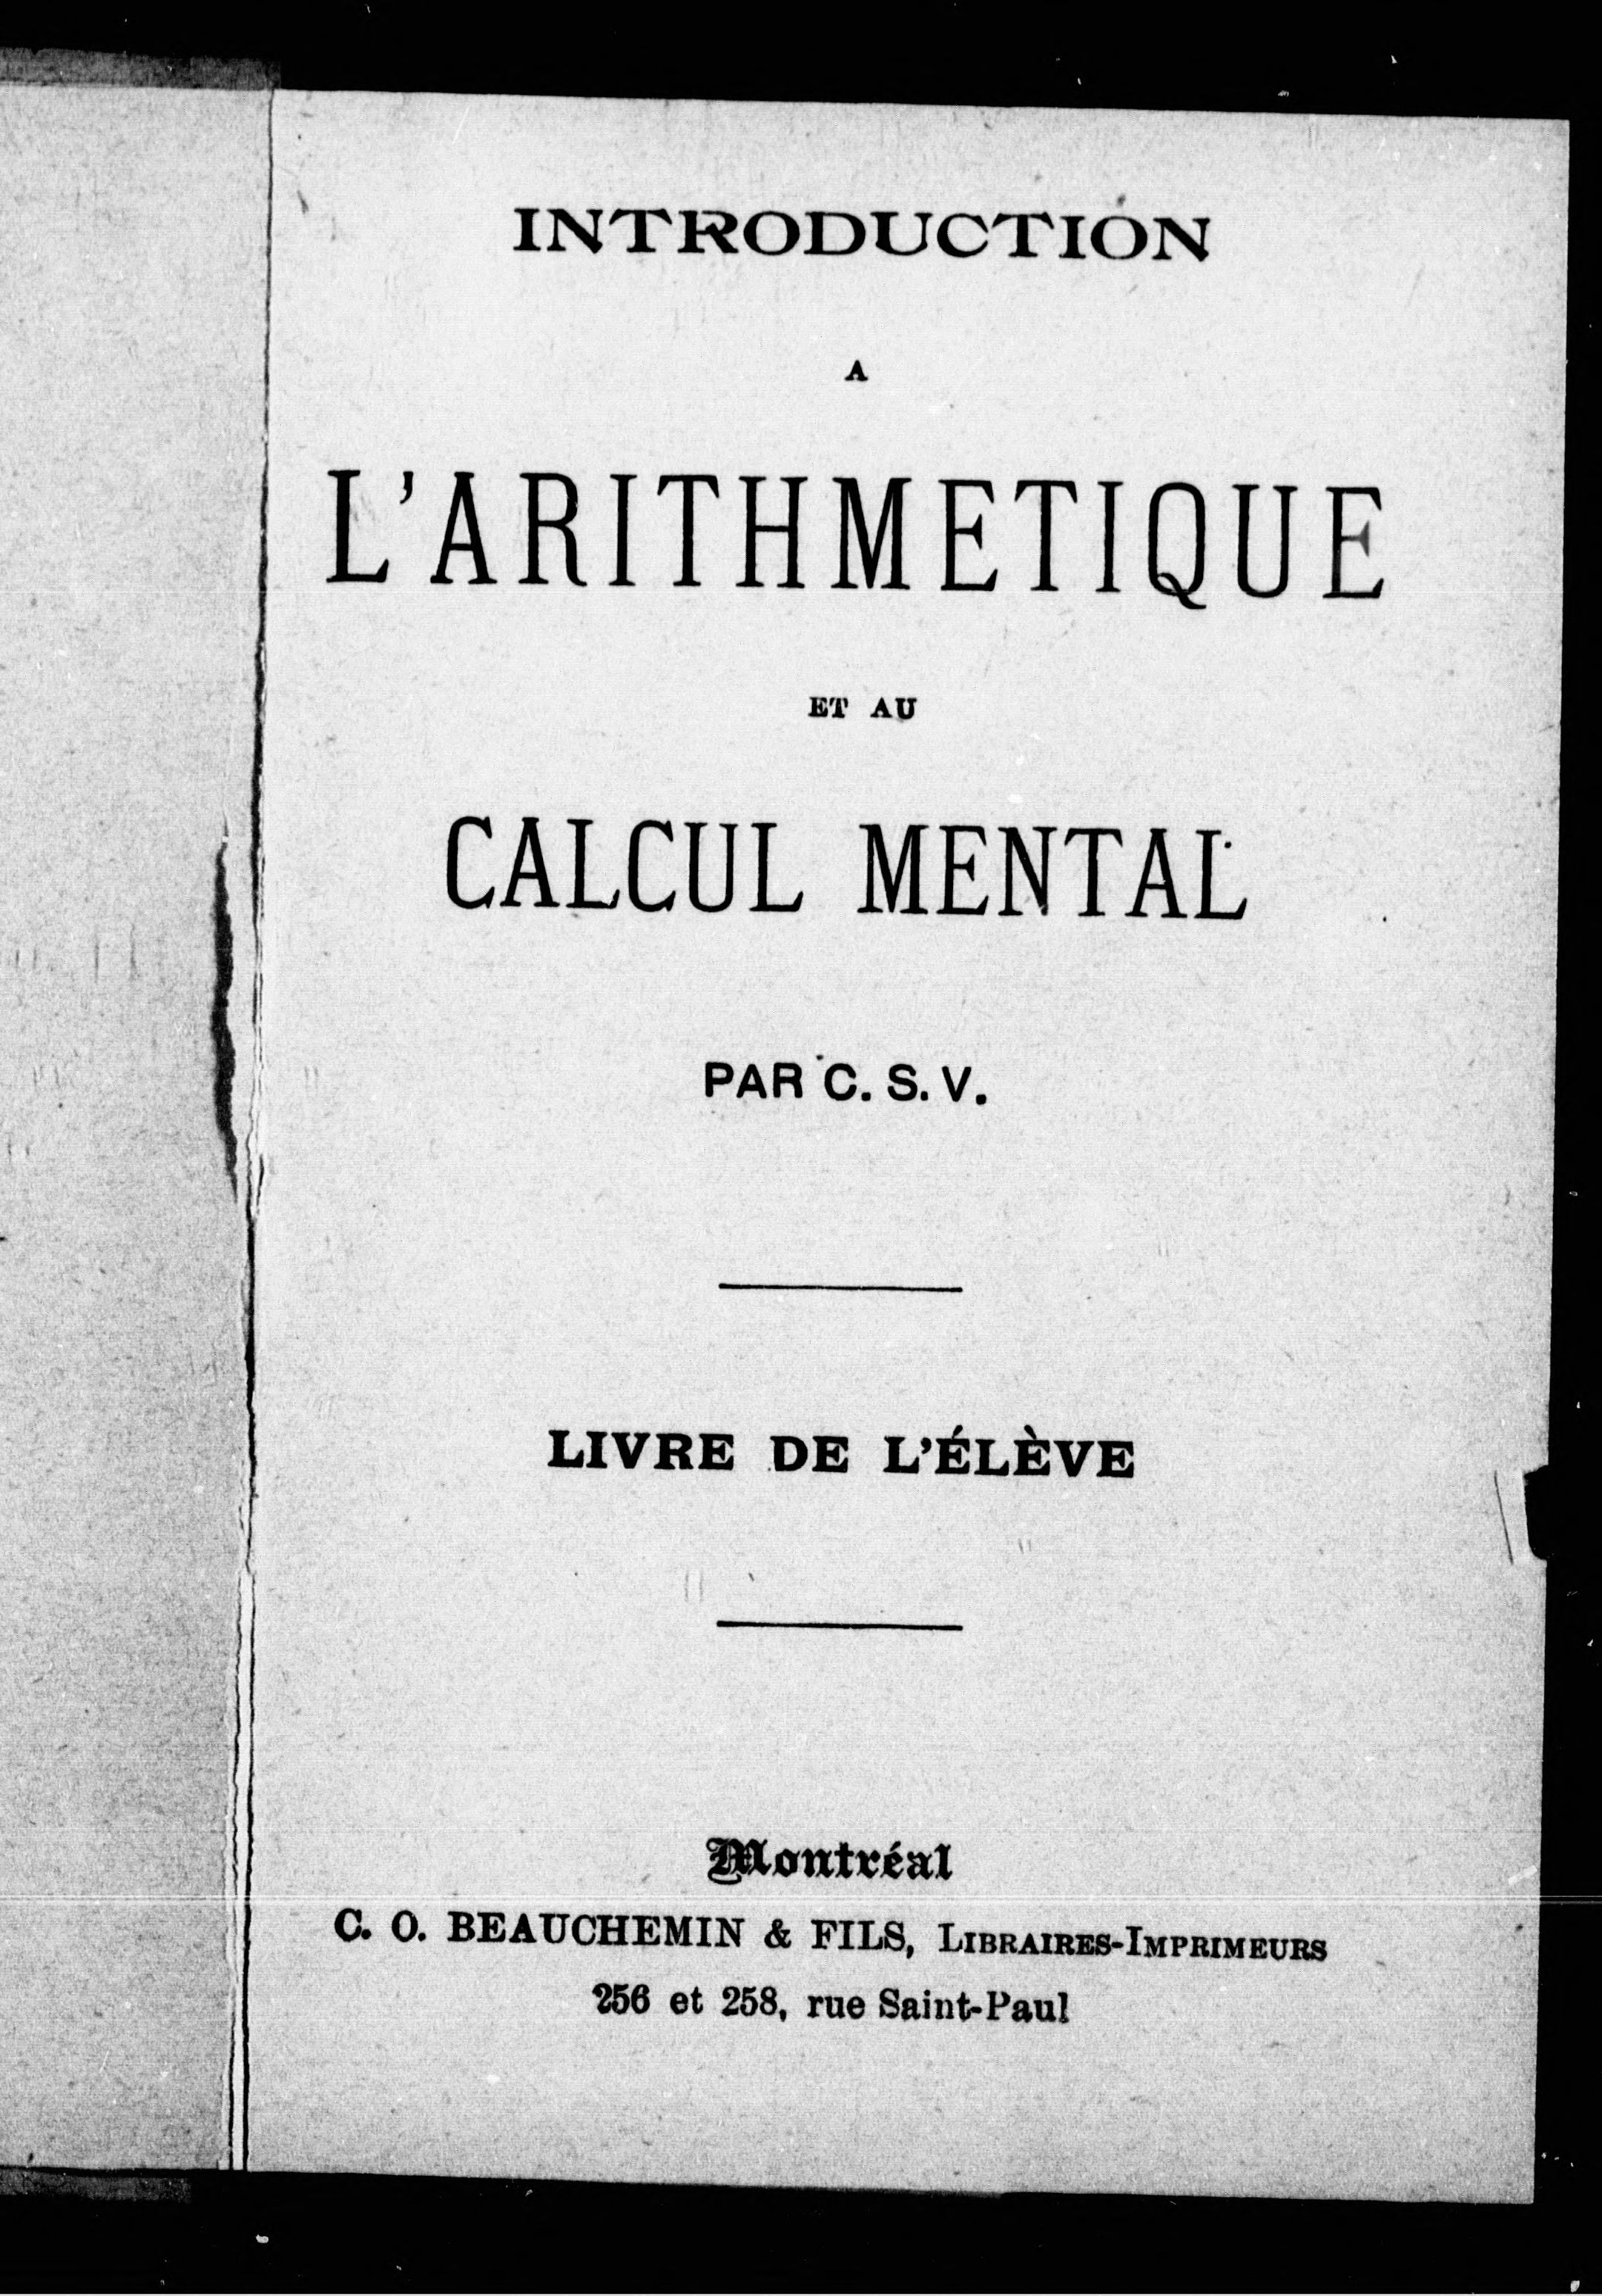 INTRODUCTION
A
L'ARITHMETIQUE
ET AU
CALCUL MENTAL
PAR C. S. V.
LIVRE DE L'ÉLÈVE
Montréal
C. O. BEAUCHEMIN & FILS, LIBRAIRES-IMPRIMEURS
256 et 258, rue Saint-Paul